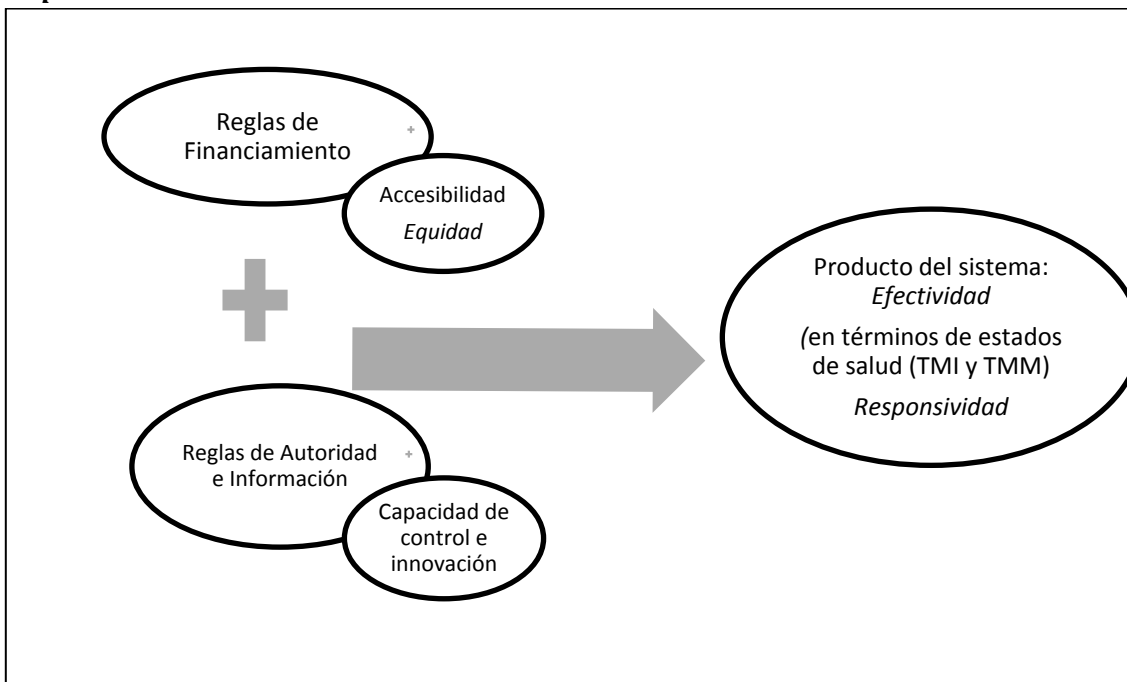 Reglas de
Financiamiento
+
Accesibilidad
Equidad
Reglas de Autoridad
e Información
+
Capacidad de
control e
innovación
Producto del sistema:
Efectividad
(en términos de estados
de salud (TMI y TMM)
Responsividad